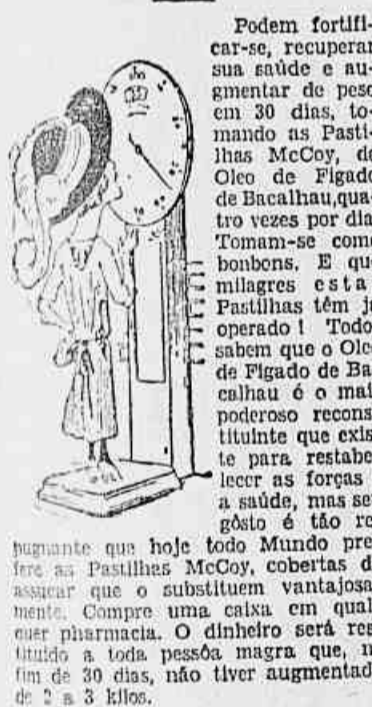 Podem fortifi-
car-se, recuperar
sua saúde e au-
gmentar de peso
em 30 dias, to-
mando as Pasti-
lhas McCoy, de
Oleo de Figado
de Bacalhau,qua-
tro vezes por dia
Tomam-se como
bonbons. E que
milagres esta
Pastilhas têm já
operado ! Todo
sabem que o Oleo
de Figado de Ba
calhau é o mai
poderoso recons
tituinte que exis
te para restabe
lecer as forças
a saúde, mas se
gôsto é tão re
pugnante que hoje todo Mundo pre
fere as Pastilhas McCoy, cobertas d
assucar que o substituem vantajosa
mente. Compre uma caixa em qual
quer pharmacia. O dinheiro será res
tituido a toda pessôa magra que, n
fim de 30 dias, não tiver augmentad
de 2 a 3 kilos.